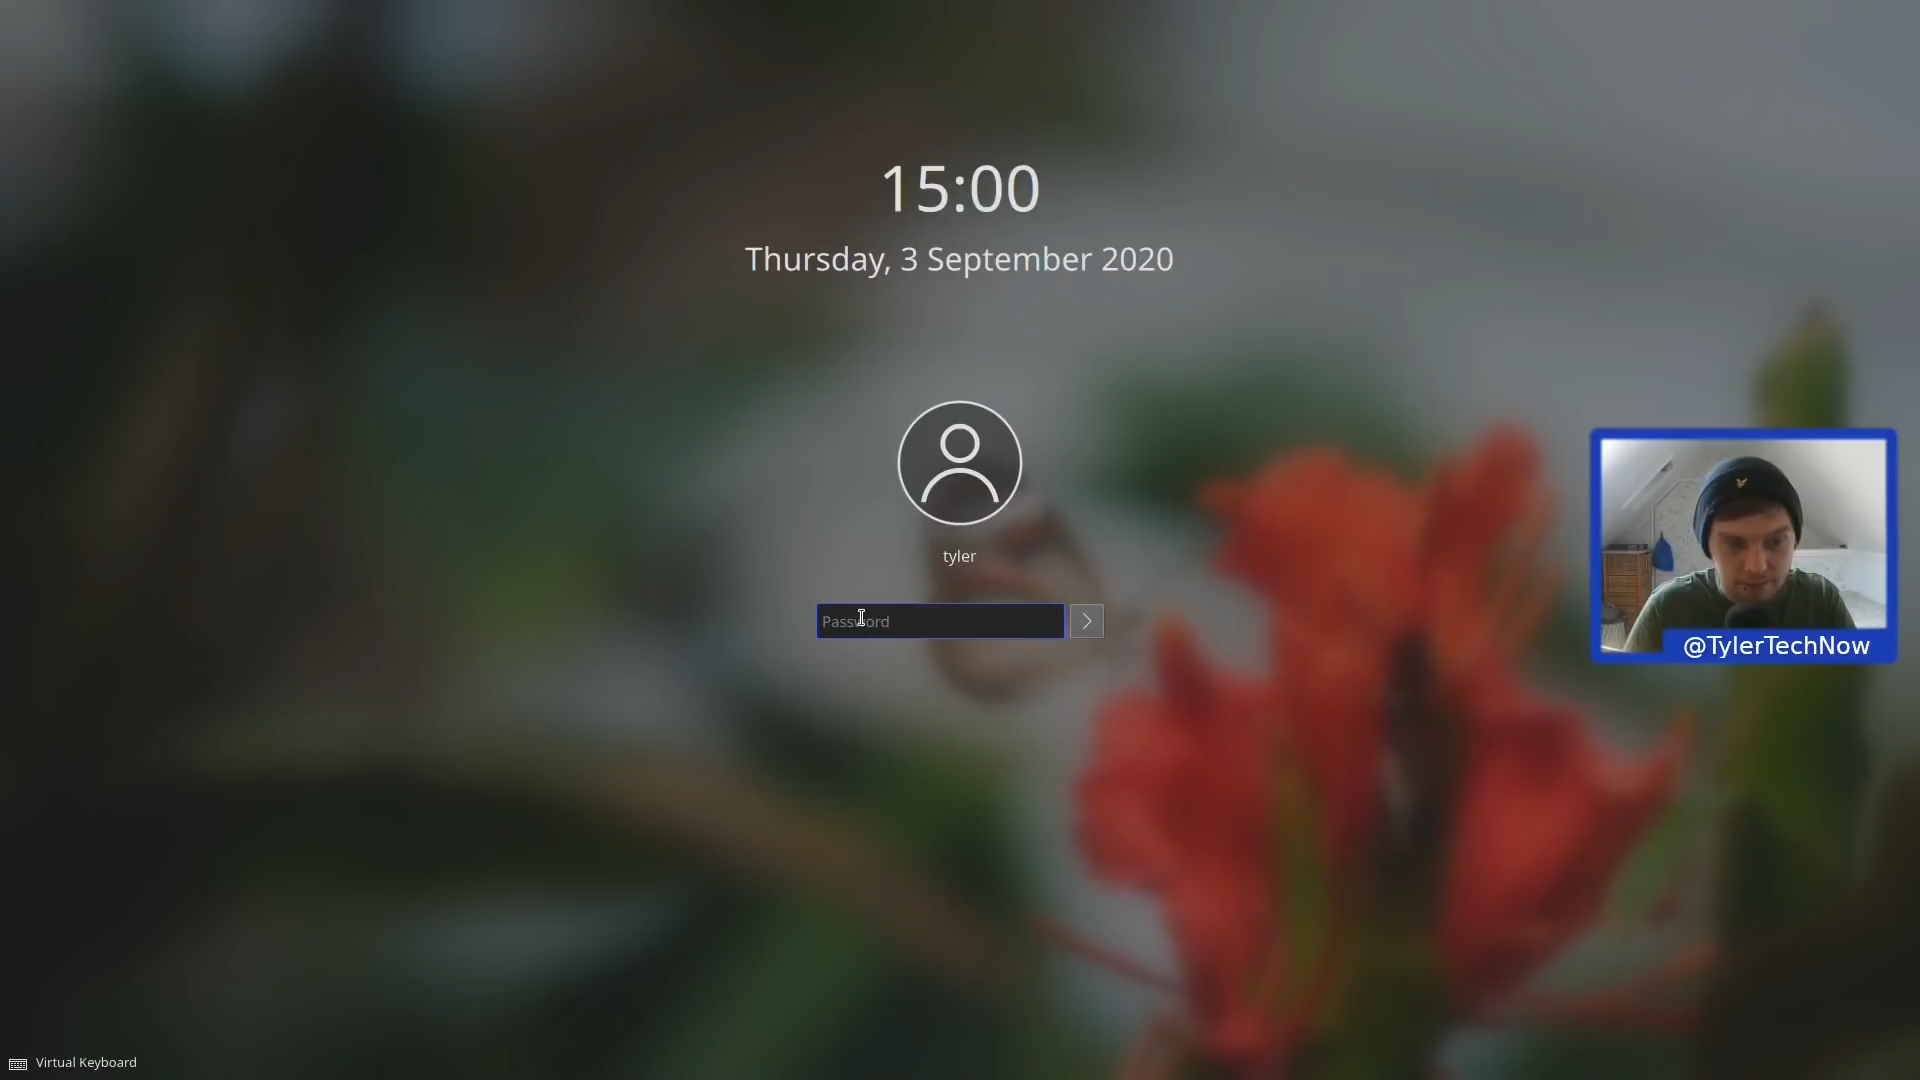 15:00
Thursday, 3 September 2020
tyler
Password
@TylerTechNow
Virtual Keyboard